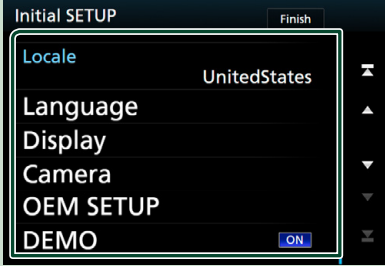 Initial SETUP
Finish
Locale
UnitedStates
Language
Display
Camera
OEM SETUP
DEMO
ON